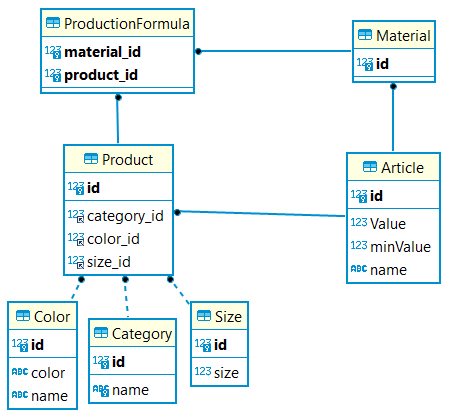 ProductionFormula
123 material_id
123 product_id
Material
123 id
Product
123 id
123 category_id
123 color_id
123 size_id
Article
123 id
123 Value
123 minValue
ABC name
Color
123 id
ABC color
ABC name
Category
123 id
ABC name
Size
123 id
123 size